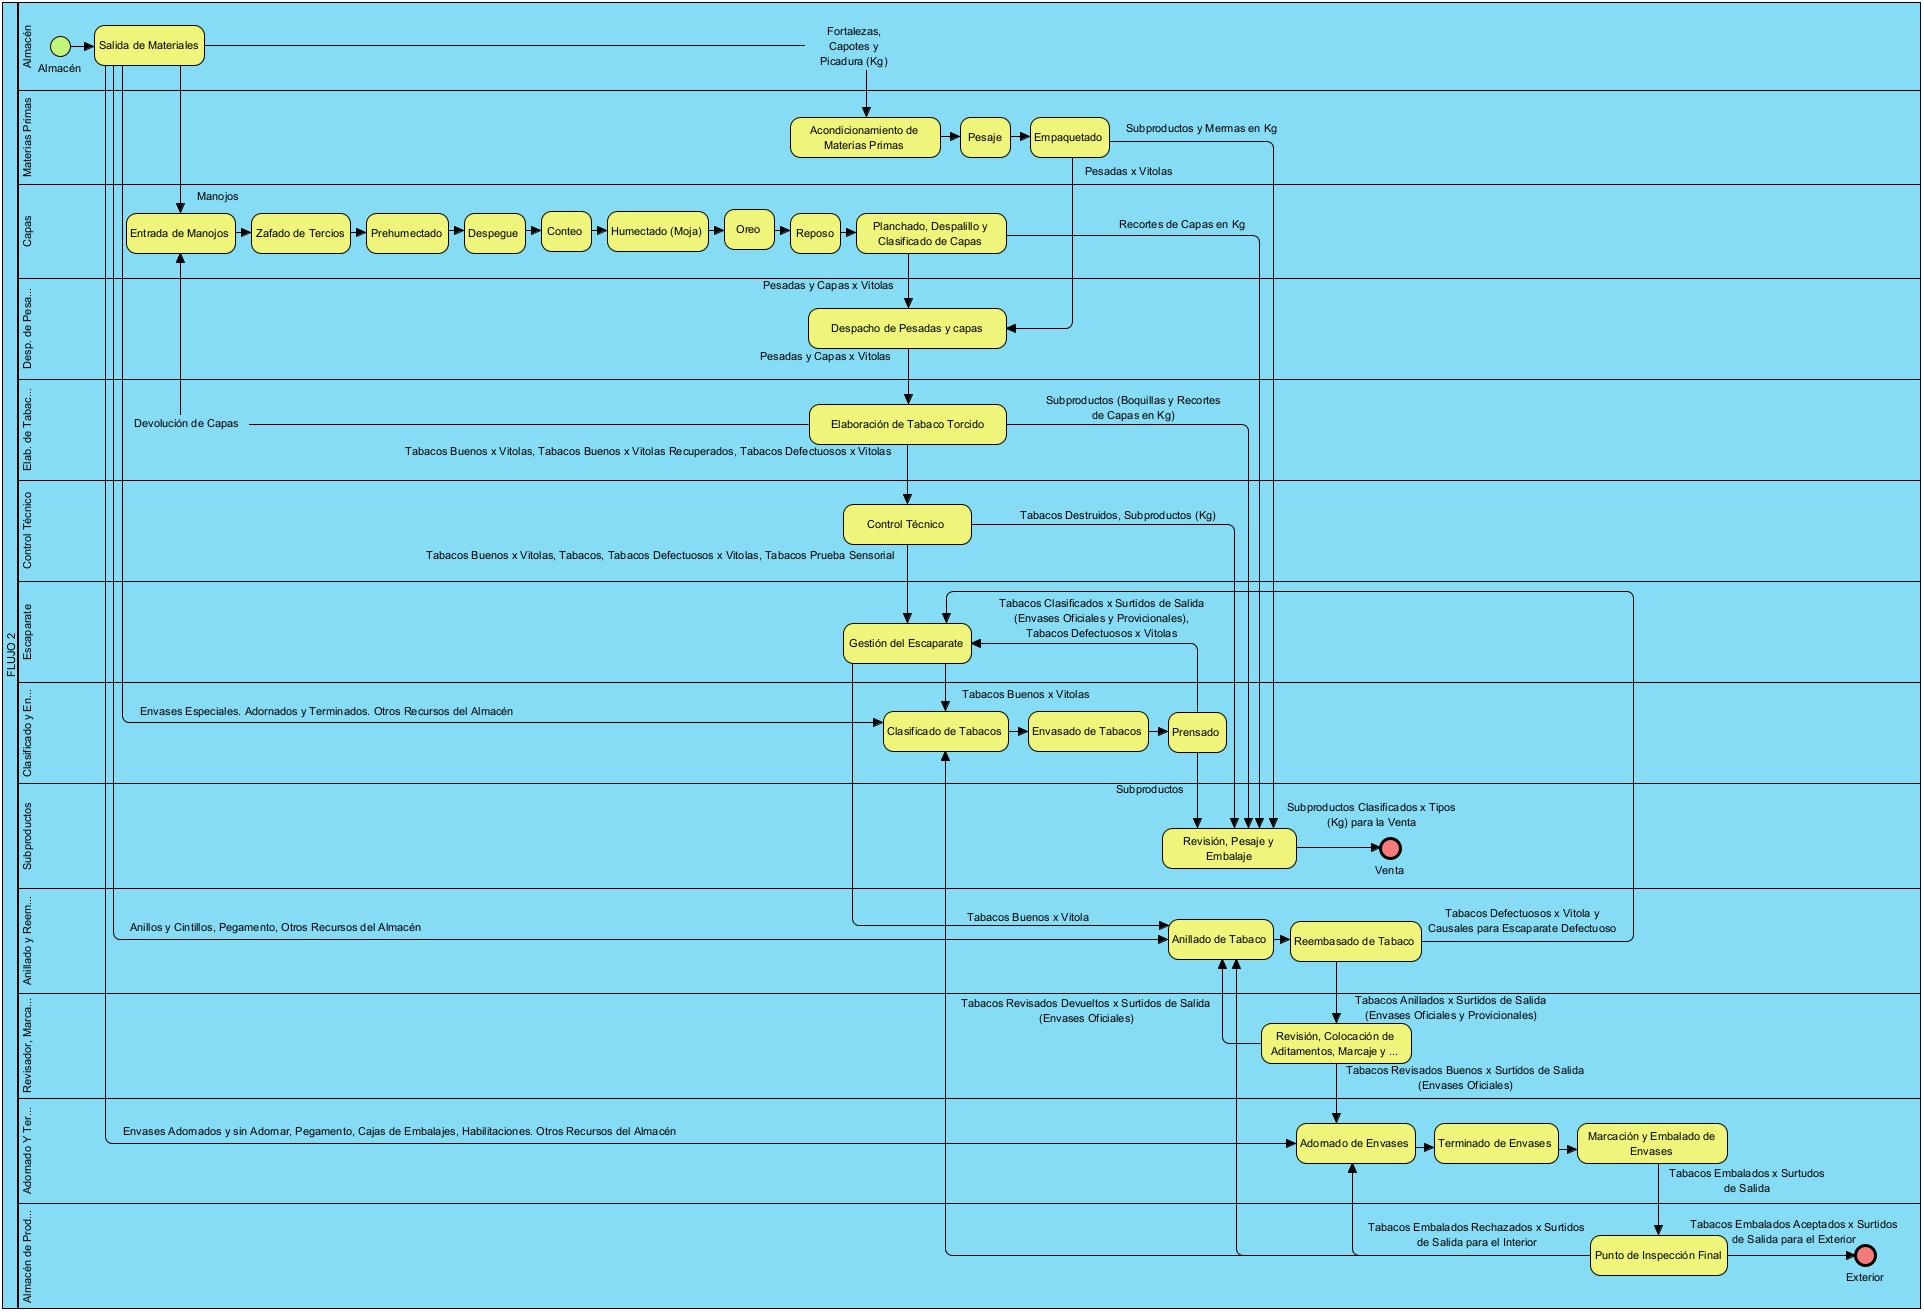 FLUJO 2
Almacén
Almacén
Salida de Materiales
Fortalezas,
Capotes y
Picadura (Kg)
Materias Primas
Acondicionamiento de
Materias Primas
Pesaje
Empaquetado
Subproductos y Mermas en Kg
Pesadas x Vitolas
Capas
Manojos
Entrada de Manojos
Zafado de Tercios
Prehumectado
Despegue
Conteo
Humectado (Moja)
Oreo
Reposo
Planchado, Despalillo y
Clasificado de Capas
Recortes de Capas en Kg
Desp. de Pesa...
Pesadas y Capas x Vitolas
Despacho de Pesadas y capas
Pesadas y Capas x Vitolas
Elab. de Tabac...
Devolución de Capas
Elaboración de Tabaco Torcido
Subproductos (Boquillas y Recortes
de Capas en Kg)
Tabacos Buenos x Vitolas, Tabacos Buenos x Vitolas Recuperados, Tabacos Defectuosos x Vitolas
Control Técnico
Control Técnico
Tabacos Destruidos, Subproductos (Kg)
Tabacos Buenos x Vitolas, Tabacos, Tabacos Defectuosos x Vitolas, Tabacos Prueba Sensorial
Escaparate
Gestión del Escaparate
Tabacos Clasificados x Surtidos de Salida
(Envases Oficiales y Provicionales),
Tabacos Defectuosos x Vitolas
Clasificado y En...
Tabacos Buenos x Vitolas
Envases Especiales. Adornados y Terminados. Otros Recursos del Almacén
Clasificado de Tabacos
Envasado de Tabacos
Prensado
Subproductos
Subproductos
Revisión, Pesaje y
Embalaje
Subproductos Clasificados x Tipos
(Kg) para la Venta
Venta
Anillado y Reem...
Tabacos Buenos x Vitola
Anillos y Cintillos, Pegamento, Otros Recursos del Almacén
Anillado de Tabaco
Reembasado de Tabaco
Tabacos Defectuosos x Vitola y
Causales para Escaparate Defectuoso
Revisador, Marca...
Tabacos Revisados Devueltos x Surtidos de Salida
(Envases Oficiales)
Tabacos Anillados x Surtidos de Salida
(Envases Oficiales y Provicionales)
Revisión, Colocación de
Aditamentos, Marcaje y ...
Tabacos Revisados Buenos x Surtidos de Salida
(Envases Oficiales)
Adornado Y Ter...
Envases Adornados y sin Adornar, Pegamento, Cajas de Embalajes, Habilitaciones. Otros Recursos del Almacén
Adornado de Envases
Terminado de Envases
Marcación y Embalado de
Envases
Tabacos Embalados x Surtudos
de Salida
Almacén de Prod...
Tabacos Embalados Rechazados x Surtidos
de Salida para el Interior
Punto de Inspección Final
Tabacos Embalados Aceptados x Surtidos
de Salida para el Exterior
Exterior